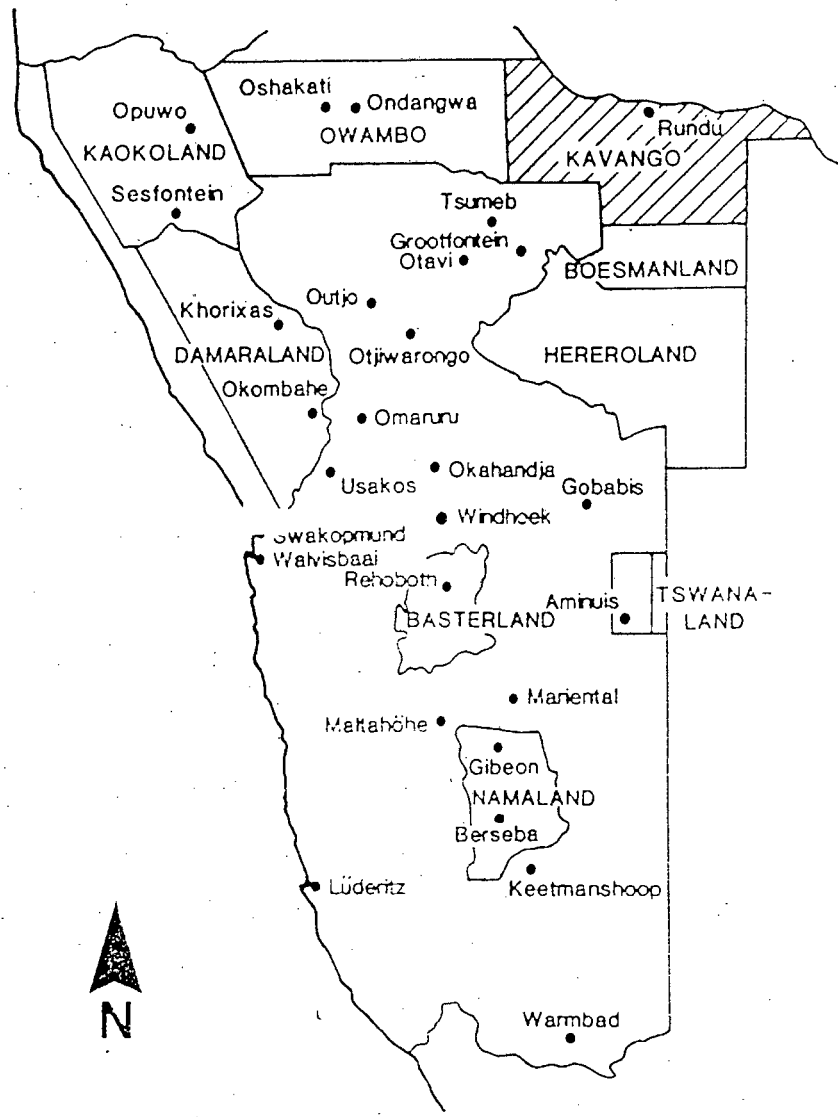 Oshakati
Ondangwa
Opuwo
OWAMBO
Rundu
KAOKOLAND
KAVANGO
Sesfontein
Tsumeb
Grootfontein
Otavi
BOESMANLAND
Outjo
Khorixas
DAMARALAND
Otjiwarongo
HEREROLAND
Okombahe
Omaruru
Okahandja
Usakos
Gobabis
Windhoek
Swakopmund
Walvisbaai
Rehoboth
Aminuis
TSWANA-
LAND
BASTERLAND
Mariental
Maltahöhe
Gibeon
NAMALAND
Berseba
Keetmanshoop
Lüderitz
N
Warmbad